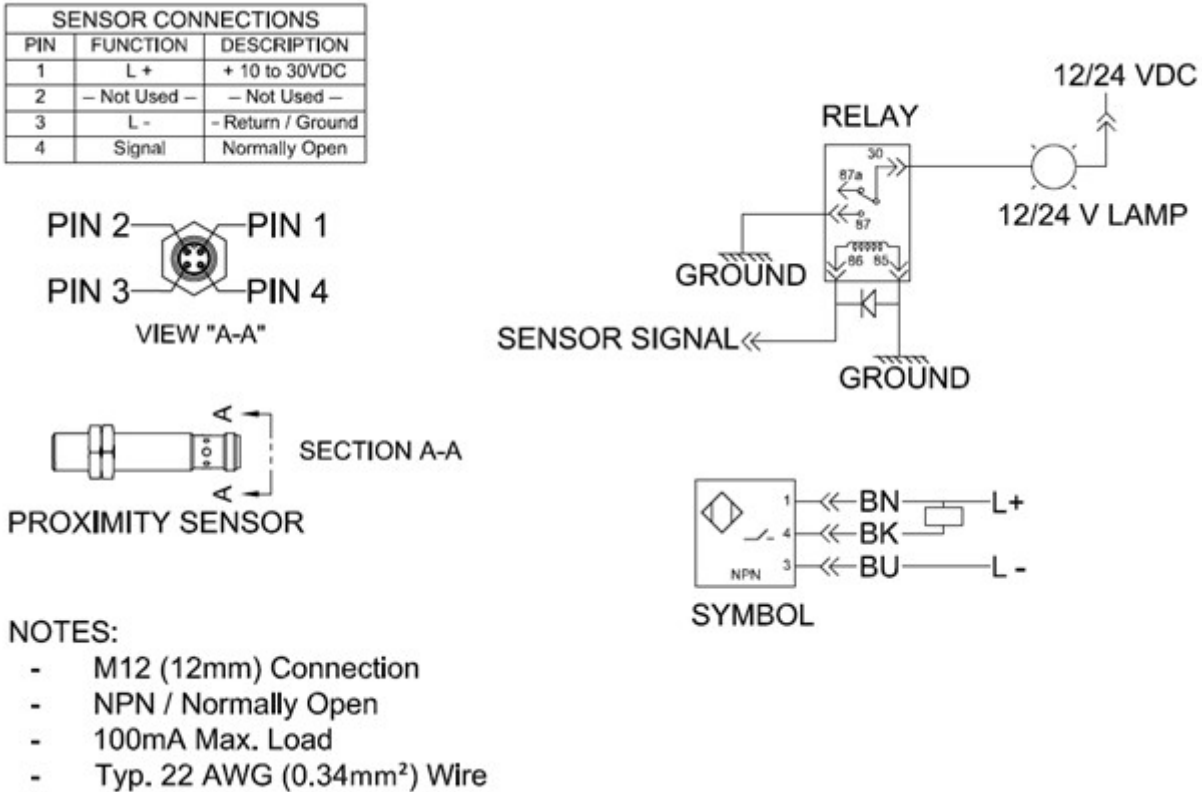 SENSOR CONNECTIONS
PIN FUNCTION DESCRIPTION
1 L + + 10 to 30VDC
2 – Not Used – – Not Used –
3 L - - Return / Ground
4 Signal Normally Open
PIN 2 PIN 1
PIN 3 PIN 4
VIEW "A-A"
A
SECTION A-A
A
PROXIMITY SENSOR
12/24 VDC
RELAY
30
87a
12/24 V LAMP
87
GROUND
86 85
SENSOR SIGNAL
GROUND
1 BN L+
4 BK
3 BU L -
NPN
SYMBOL
NOTES:
- M12 (12mm) Connection
- NPN / Normally Open
- 100mA Max. Load
- Typ. 22 AWG (0.34mm²) Wire